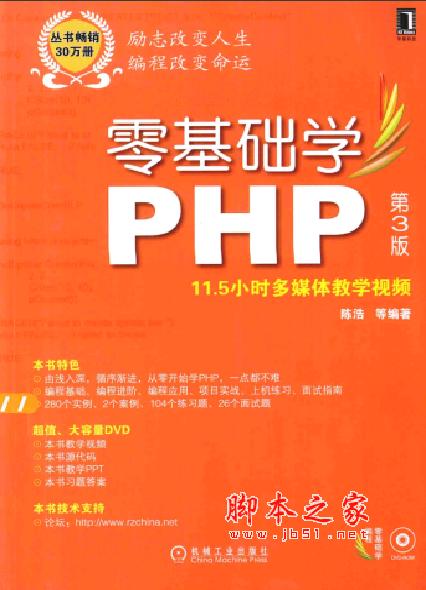 丛书畅销
30万册
励志改变人生
编程改变命运
零基础学
PHP
第3版
11.5小时多媒体教学视频
陈浩 等编著
本书特色
由浅入深，循序渐进，从零开始学PHP，一点都不难
编程基础、编程进阶、编程应用、项目实战、上机练习、面试指南
280个实例、2个案例、104个练习题、26个面试题
超值、大容量DVD
本书教学视频
本书源代码
本书教学PPT
本书习题答案
本书技术支持
论坛：http://www.rzchina.net
脚本之家
www.jb51.net
机械工业出版社
China Machine Press
零基础学
编程
DVD-ROM